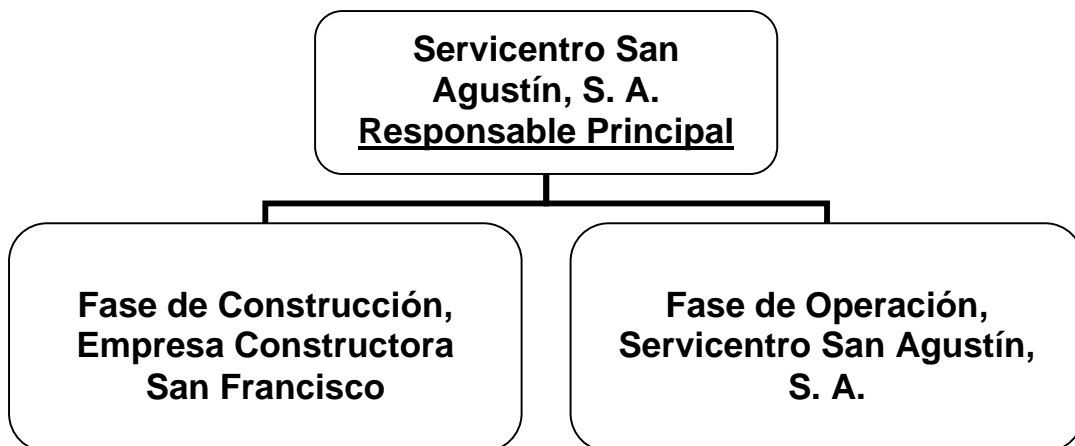 Servicentro San
Agustín, S. A.
Responsable Principal
Fase de Construcción,
Empresa Constructora
San Francisco
Fase de Operación,
Servicentro San Agustín,
S. A.